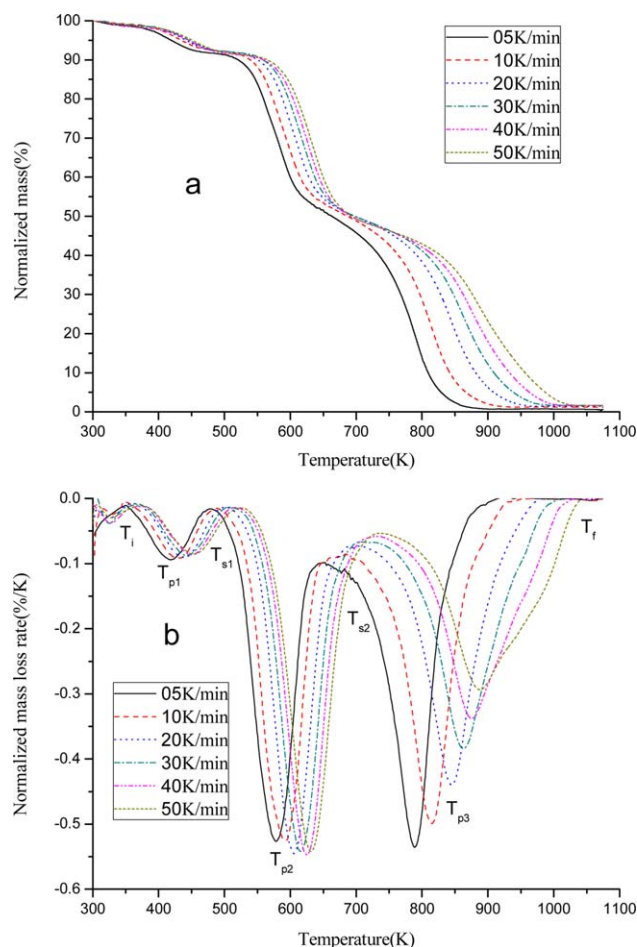 100
90
80
70
60
50
40
30
20
10
0
Normalized mass(%)
a
05K/min
10K/min
20K/min
30K/min
40K/min
50K/min
300 400 500 600 700 800 900 1000 1100
Temperature(K)
0.0
-0.1
-0.2
-0.3
-0.4
-0.5
-0.6
Normalized mass loss rate(%/K)
b
Ti
Tp1
Ts1
Tp2
Ts2
Tp3
Tf
05K/min
10K/min
20K/min
30K/min
40K/min
50K/min
300 400 500 600 700 800 900 1000 1100
Temperature(K)